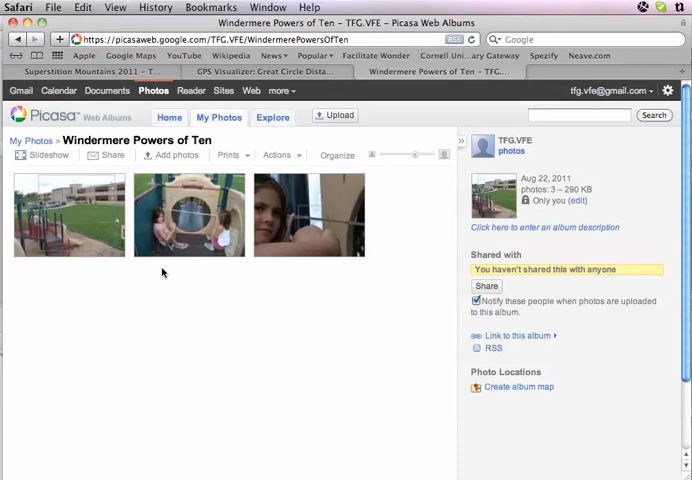 Safari File Edit View History Bookmarks Window Help
Windermere Powers of Ten – TFG.VFE – Picasa Web Albums
https://picasaweb.google.com/TFG.VFE/WindermerePowersOfTen RSS Google
Apple Google Maps YouTube Wikipedia News Popular Facilitate Wonder Cornell Uni...ary Gateway Spezify Neave.com
Superstition Mountains 2011 – T... GPS Visualizer: Great Circle Dista... Windermere Powers of Ten – TFG....
Gmail Calendar Documents Photos Reader Sites Web more tfg.vfe@gmail.com
Picasa Web Albums Home My Photos Explore Upload Search
My Photos > Windermere Powers of Ten
Slideshow Share Add photos Prints Actions Organize
TFG.VFE
photos
Aug 22, 2011
photos: 3 – 290 KB
Only you (edit)
Click here to enter an album description
Shared with
You haven't shared this with anyone
Share
Notify these people when photos are uploaded
to this album.
Link to this album
RSS
Photo Locations
Create album map